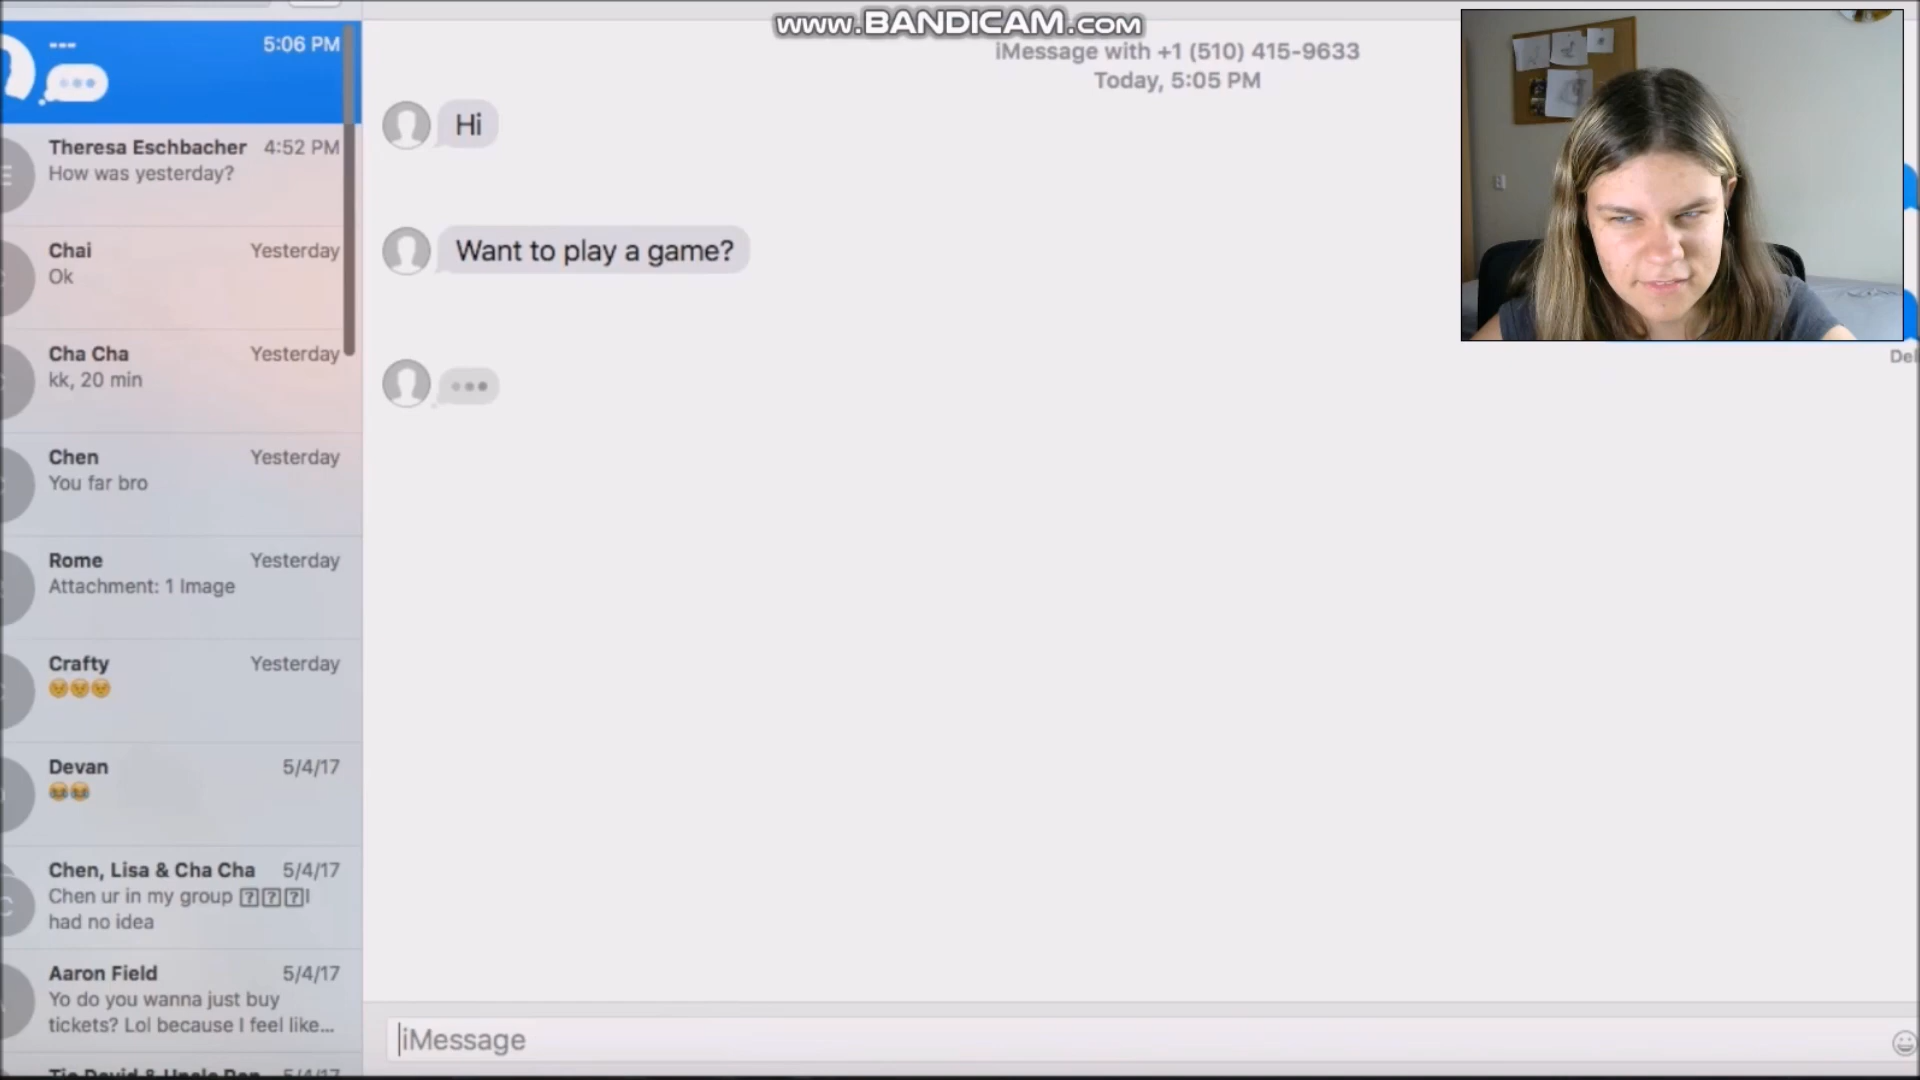 www.BANDICAM.com
---
5:06 PM
Theresa Eschbacher 4:52 PM
How was yesterday?
Chai Yesterday
Ok
Cha Cha Yesterday
kk, 20 min
Chen Yesterday
You far bro
Rome Yesterday
Attachment: 1 Image
Crafty Yesterday
Devan 5/4/17
Chen, Lisa & Cha Cha 5/4/17
Chen ur in my group I
had no idea
Aaron Field 5/4/17
Yo do you wanna just buy
tickets? Lol because I feel like...
5/4/17
iMessage with +1 (510) 415-9633
Today, 5:05 PM
Hi
Want to play a game?
Del
iMessage